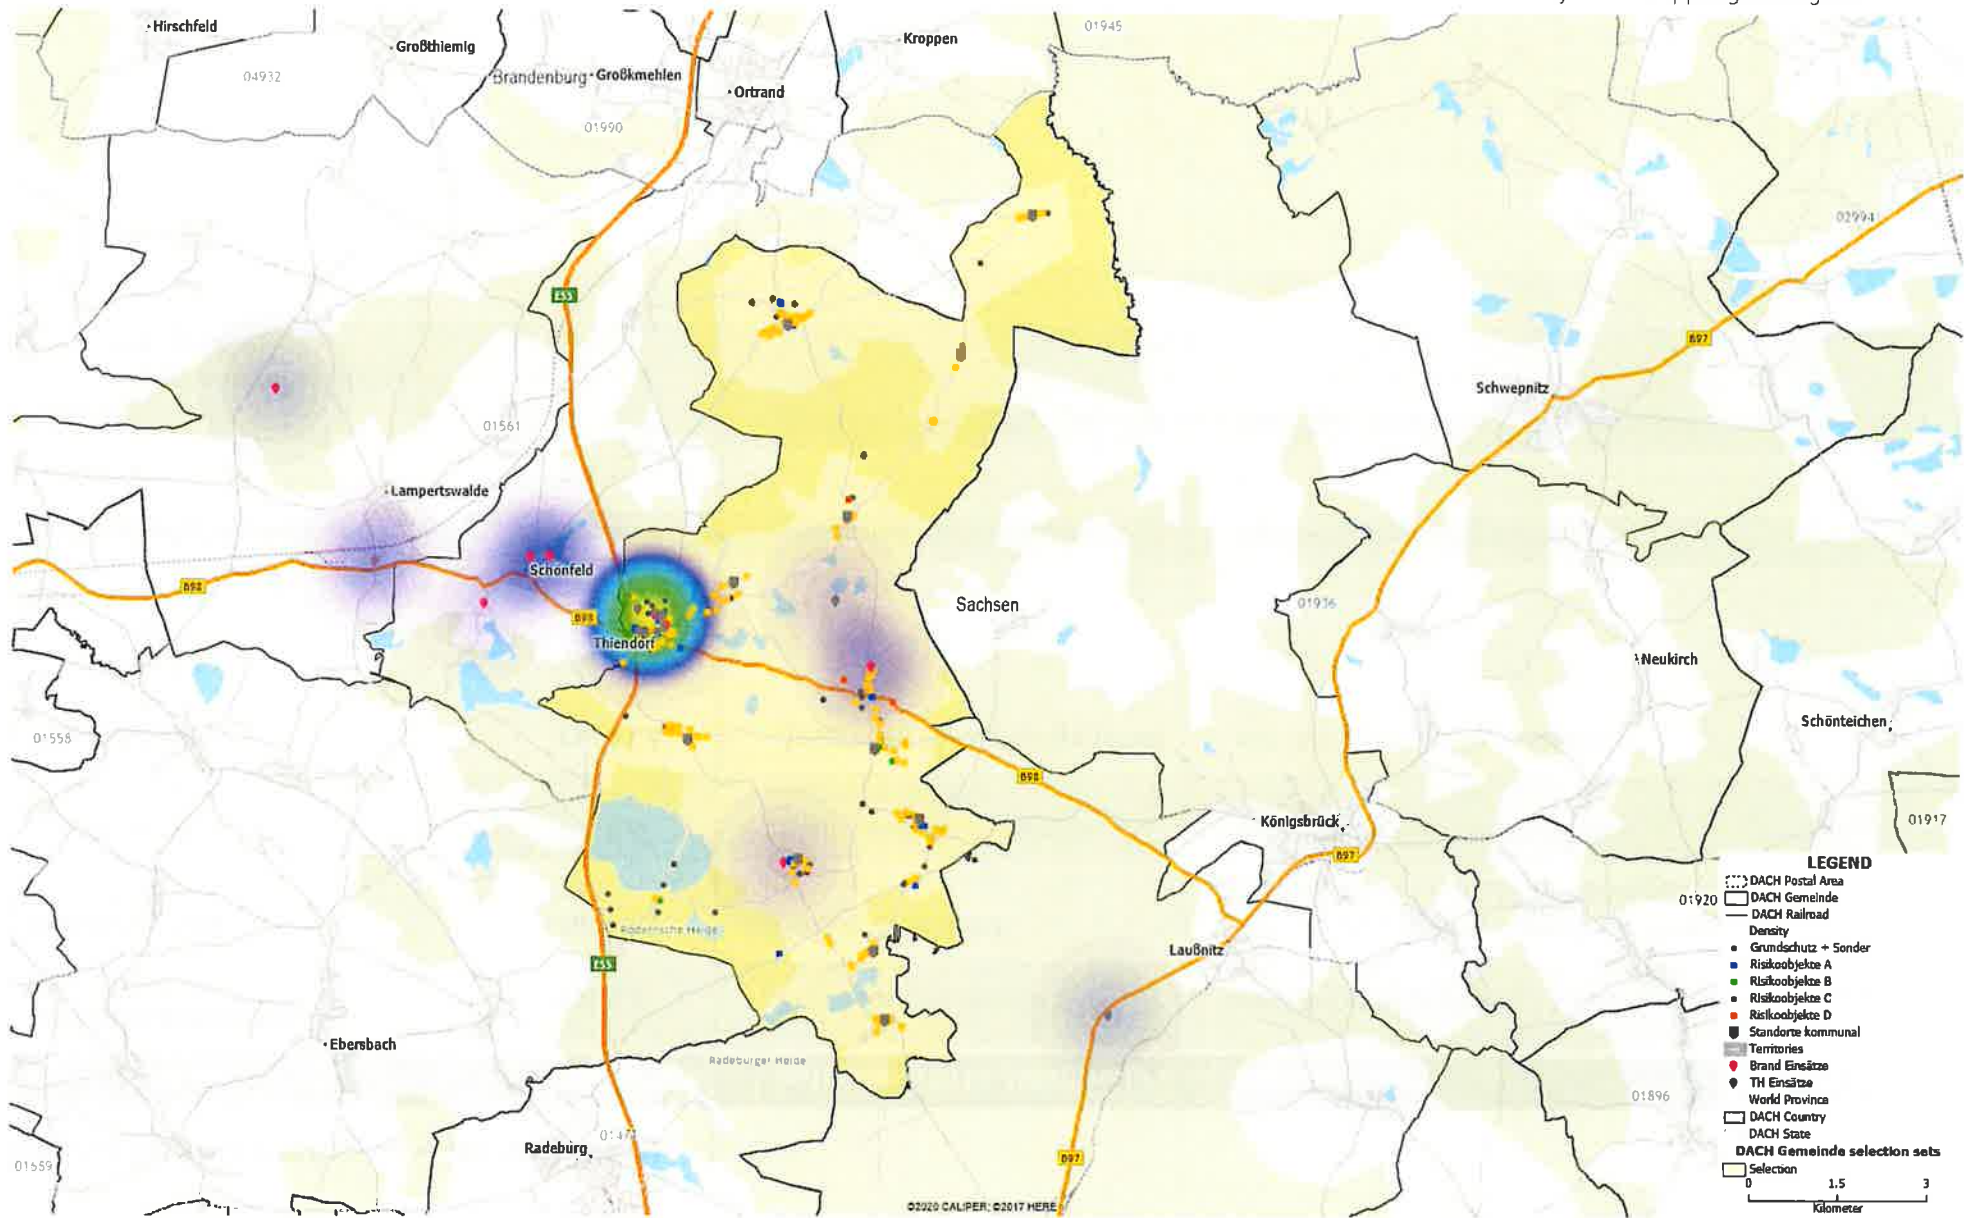 Hirschfeld
Großthiemig
Kroppen
01945
04932
Brandenburg
Großkmehlen
Ortrand
01990
02994
E55
B97
Schwepnitz
01561
Lampertswalde
Schönfeld
B98
B98
Thiendorf
Sachsen
01936
Neukirch
01558
Schönteichen
B98
Königsbrück
B97
01917
01920
Laußnitz
E55
Radeburger Heide
Ebersbach
01896
Radeburg
01559
B97
LEGEND
DACH Postal Area
DACH Gemeinde
DACH Railroad
Density
Grundschutz + Sonder
Risikoobjekte A
Risikoobjekte B
Risikoobjekte C
Risikoobjekte D
Standorte kommunal
Territories
Brand Einsätze
TH Einsätze
World Province
DACH Country
DACH State
DACH Gemeinde selection sets
Selection
0 1.5 3
Kilometer
©2020 CALIPER; ©2017 HERE